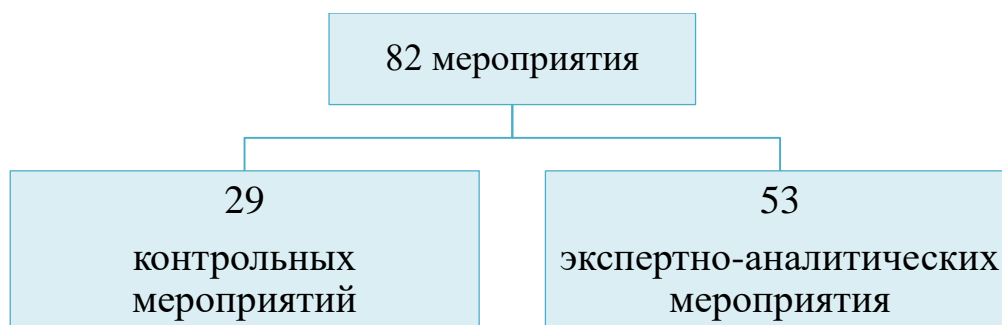 82 мероприятия
29
контрольных
мероприятий
53
экспертно-аналитических
мероприятия